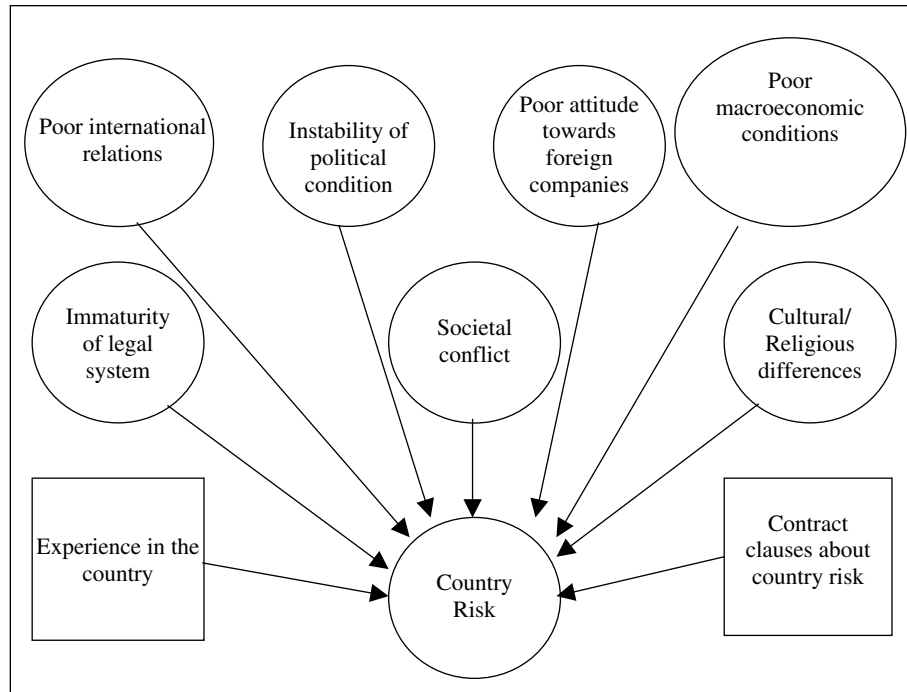 Poor international
relations
Instability of
political
condition
Poor attitude
towards
foreign
companies
Poor
macroeconomic
conditions
Immaturity
of legal
system
Societal
conflict
Cultural/
Religious
differences
Experience in the
country
Country
Risk
Contract
clauses about
country risk